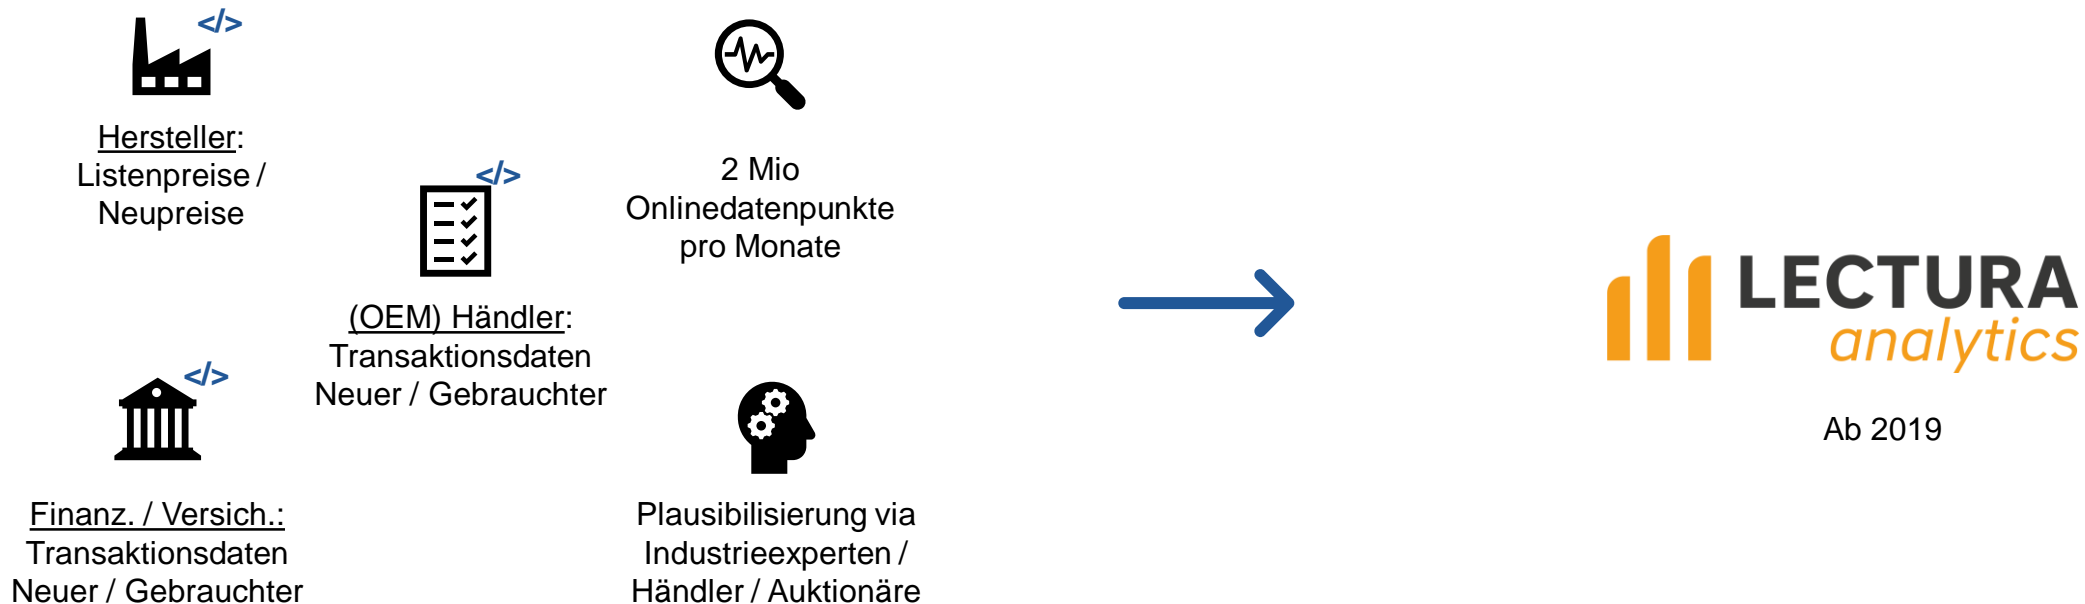 </>
Hersteller:
Listenpreise /
Neupreise
</>
(OEM) Händler:
Transaktionsdaten
Neuer / Gebrauchter
</>
Finanz. / Versich.:
Transaktionsdaten
Neuer / Gebrauchter
2 Mio
Onlinedatenpunkte
pro Monate
Plausibilisierung via
Industrieexperten /
Händler / Auktionäre
LECTURA
analytics
Ab 2019